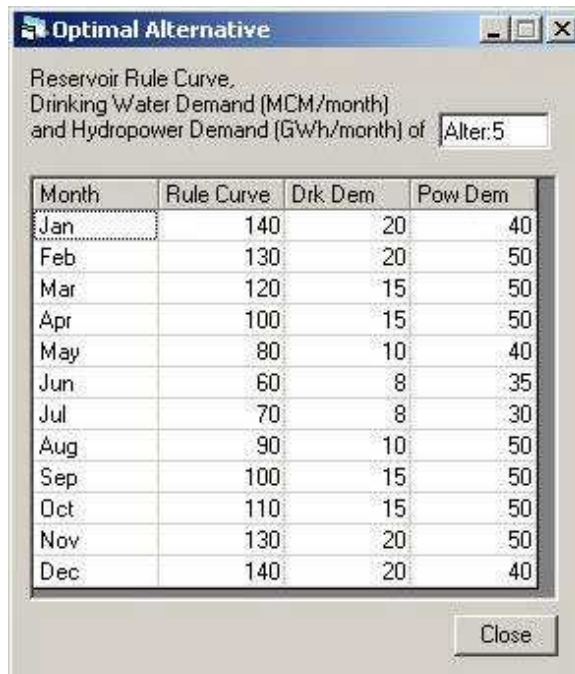 Optimal Alternative
Reservoir Rule Curve,
Drinking Water Demand (MCM/month)
and Hydropower Demand (GWh/month) of Alter:5
Month Rule Curve Drk Dem Pow Dem
Jan 140 20 40
Feb 130 20 50
Mar 120 15 50
Apr 100 15 50
May 80 10 40
Jun 60 8 35
Jul 70 8 30
Aug 90 10 50
Sep 100 15 50
Oct 110 15 50
Nov 130 20 50
Dec 140 20 40
Close